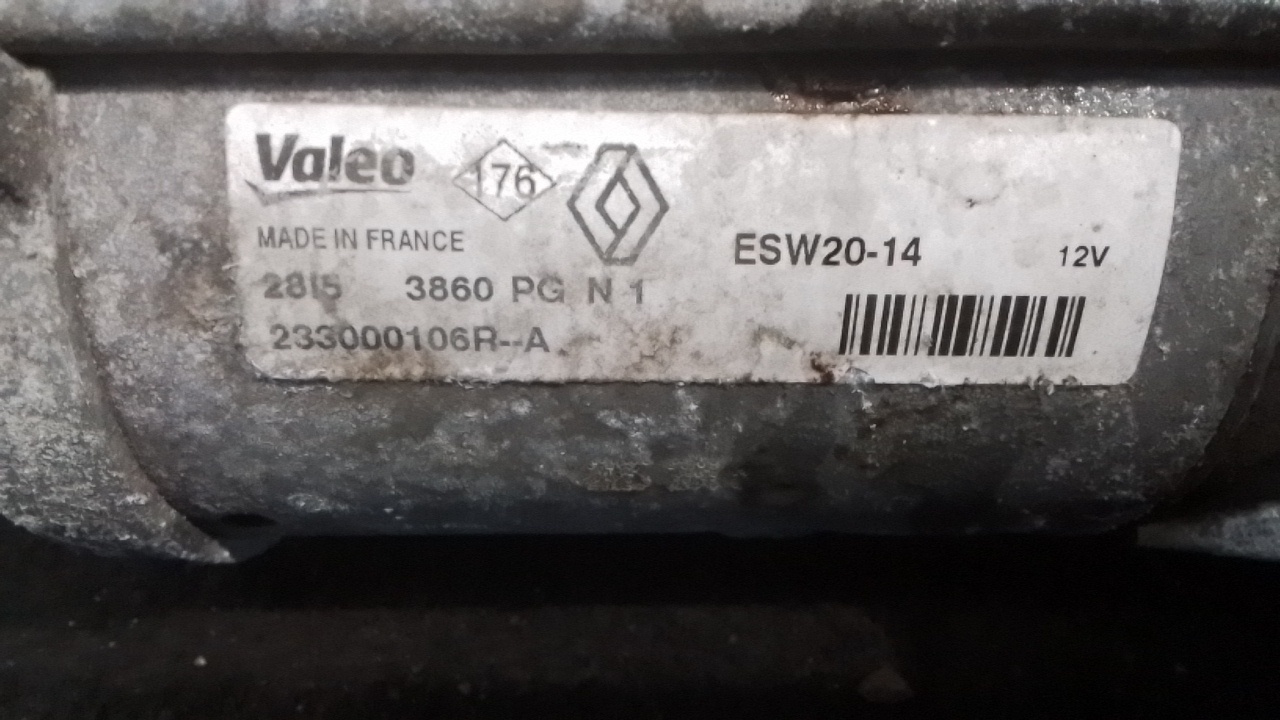 Valeo 176
MADE IN FRANCE
ESW20-14 12V
2815 3860 PG N 1
233000106R--A